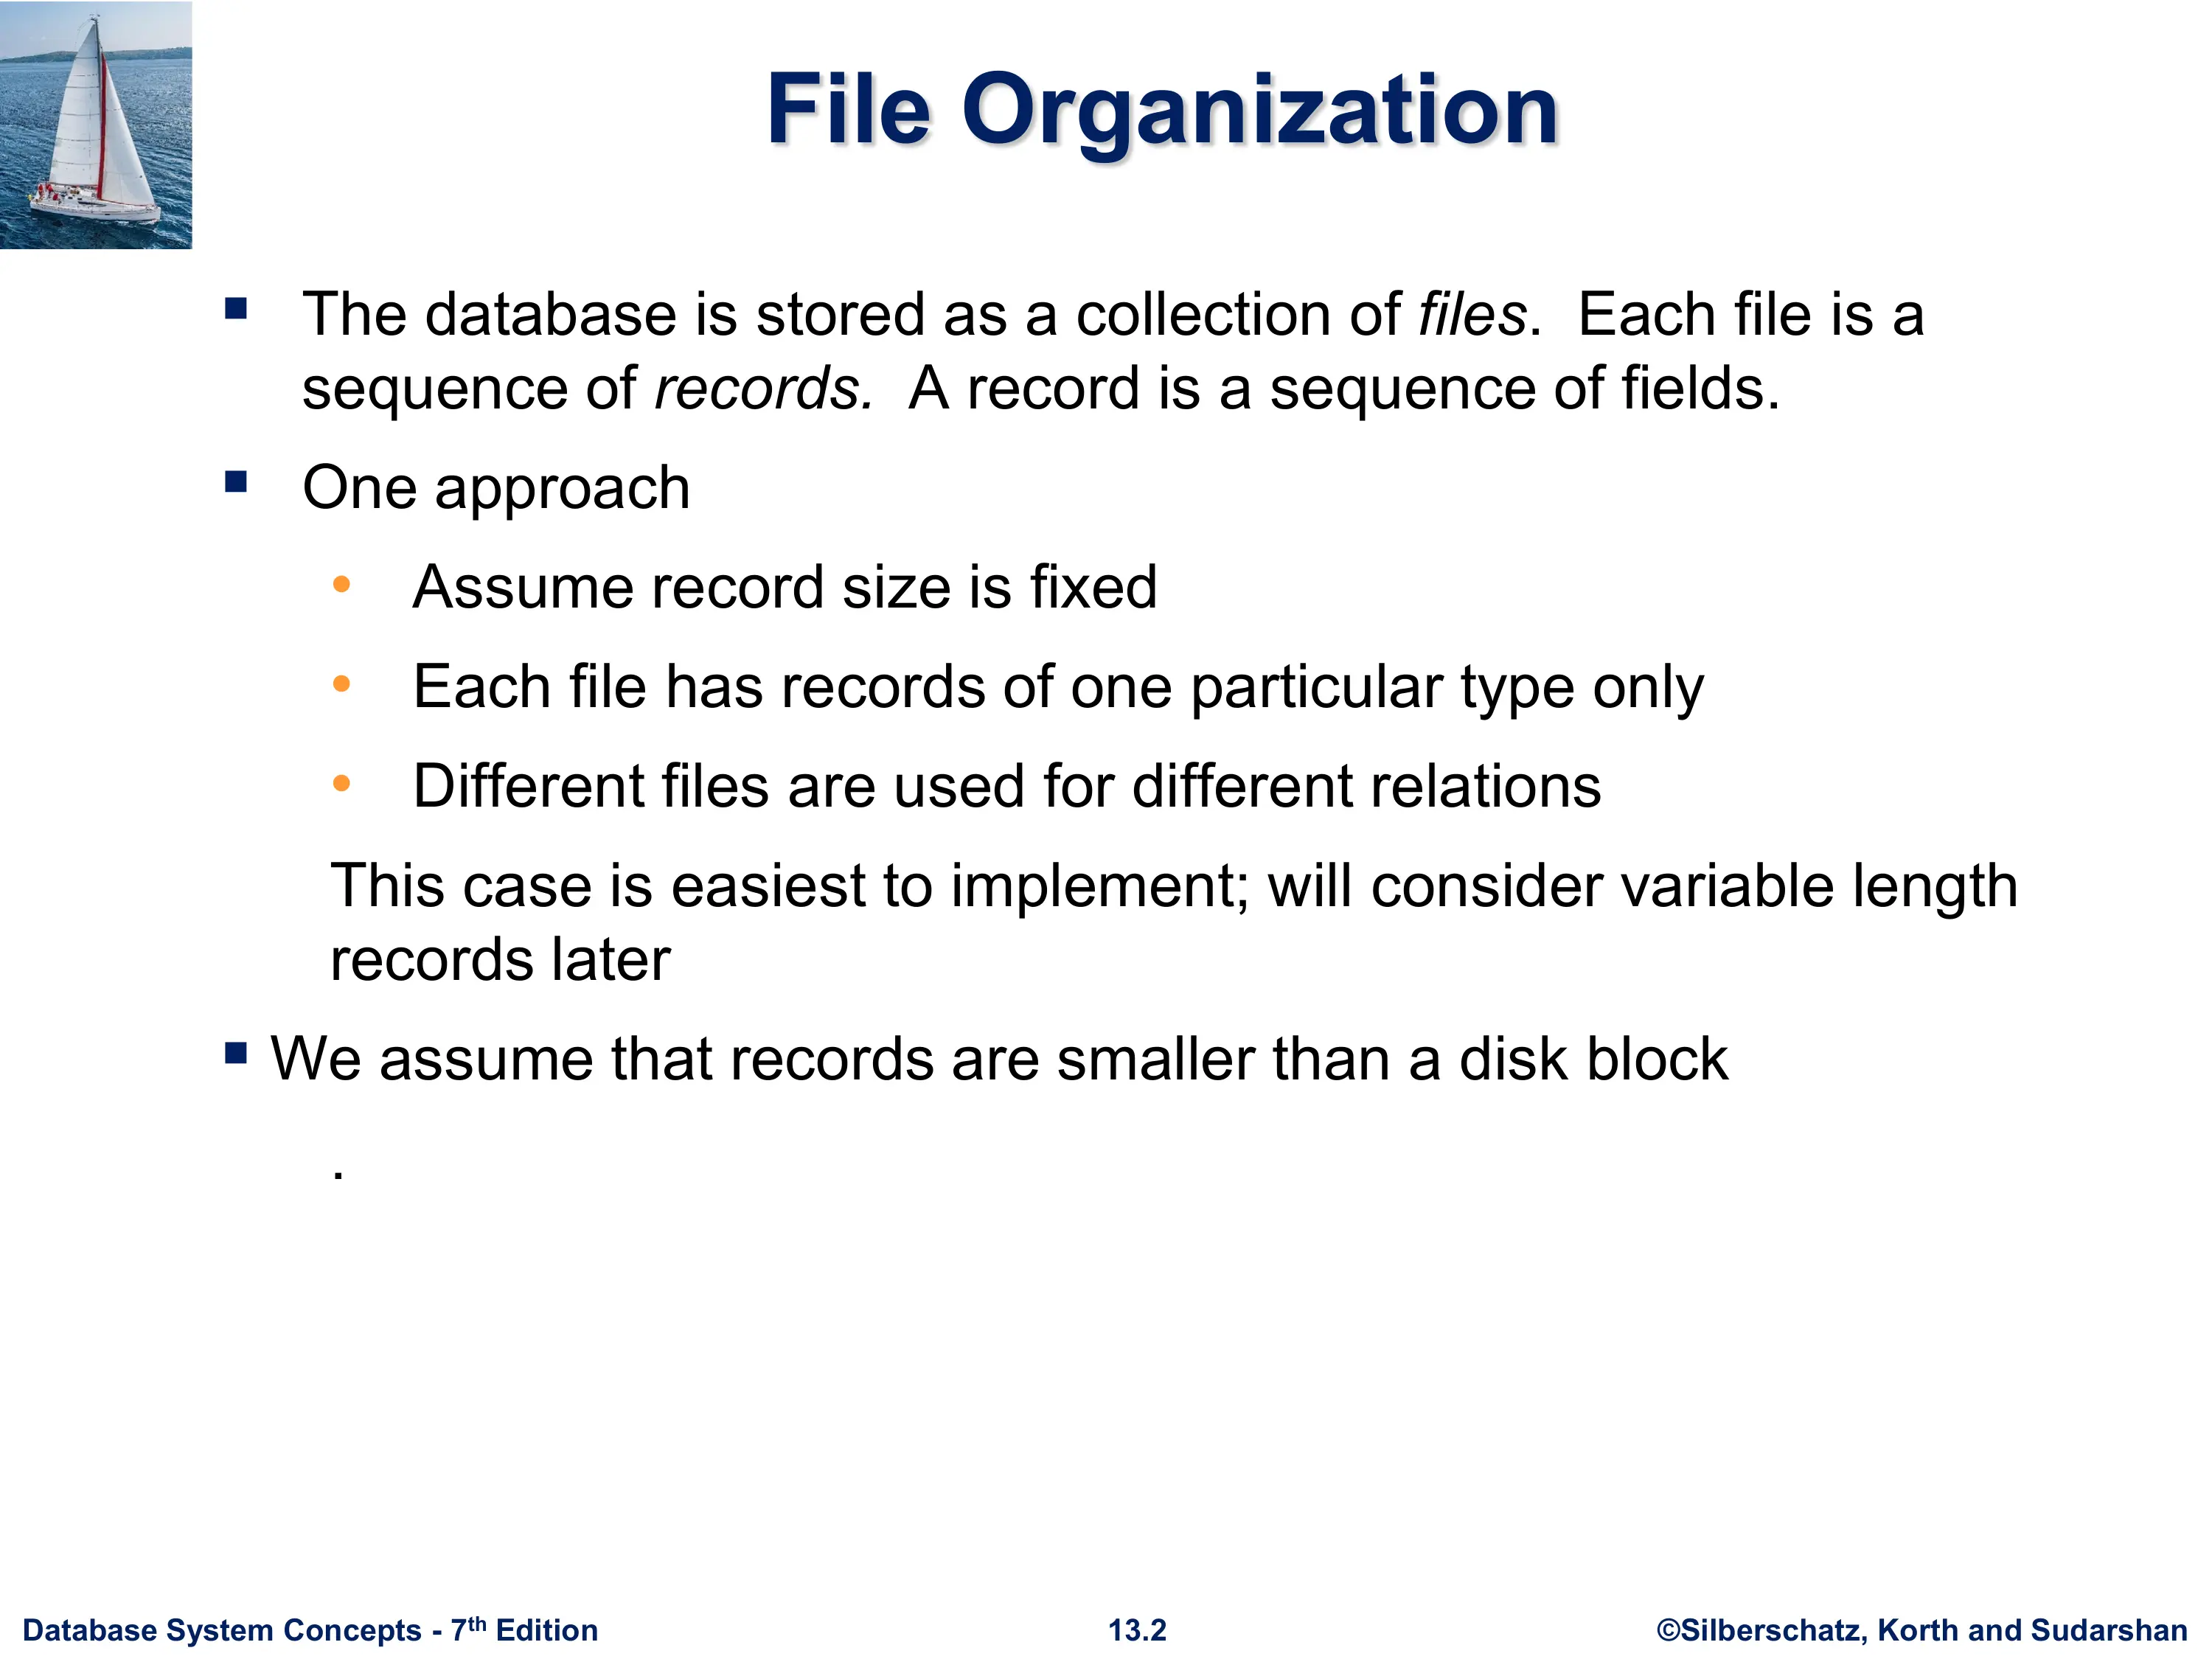 File Organization
▪ The database is stored as a collection of files. Each file is a
sequence of records. A record is a sequence of fields.
▪ One approach
• Assume record size is fixed
• Each file has records of one particular type only
• Different files are used for different relations
This case is easiest to implement; will consider variable length
records later
▪ We assume that records are smaller than a disk block
.
Database System Concepts - 7th Edition 13.2 ©Silberschatz, Korth and Sudarshan